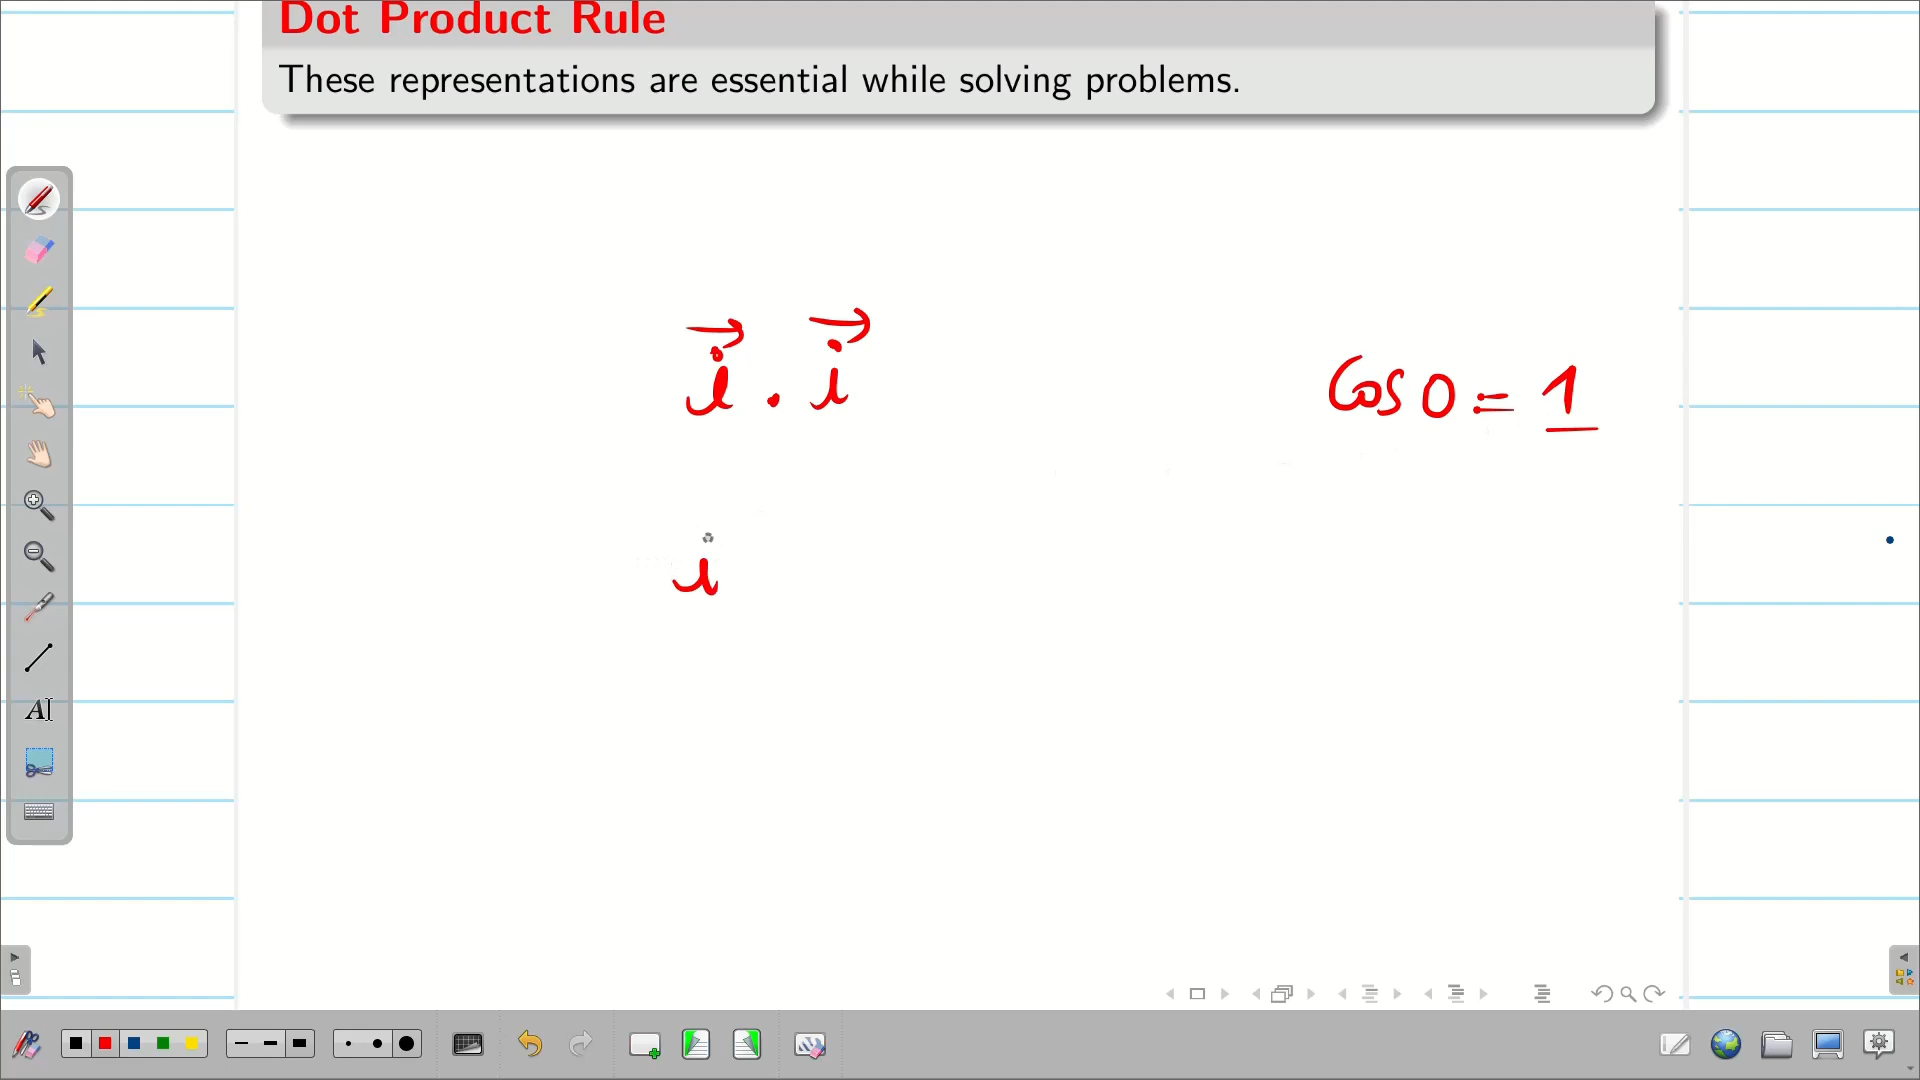 Dot Product Rule
These representations are essential while solving problems.
i⃗ . i⃗
Cos 0 = 1
i